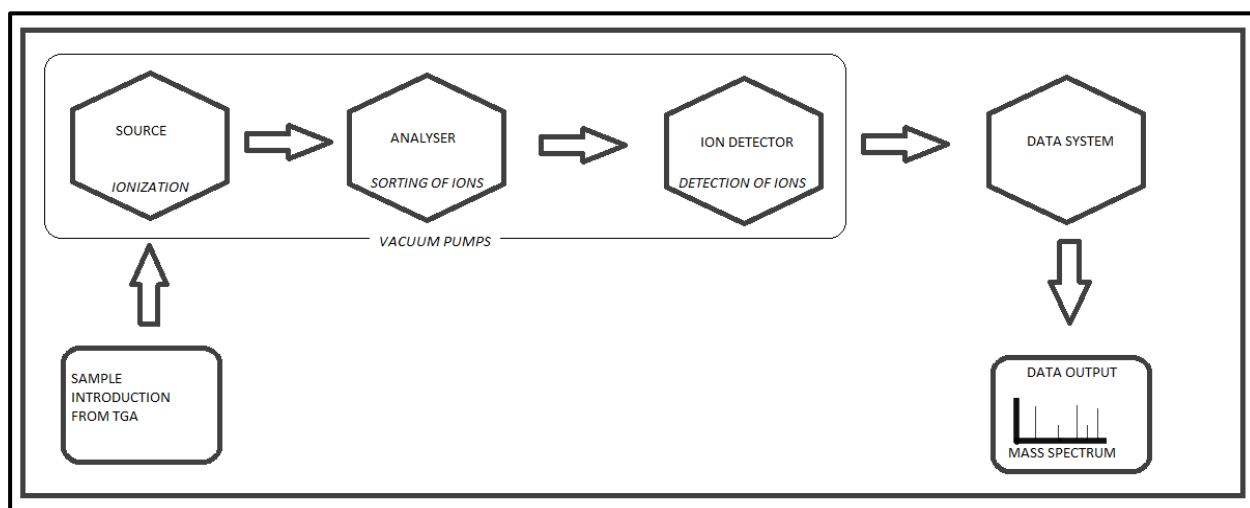 SOURCE
IONIZATION
ANALYSER
SORTING OF IONS
ION DETECTOR
DETECTION OF IONS
DATA SYSTEM
VACUUM PUMPS
SAMPLE
INTRODUCTION
FROM TGA
DATA OUTPUT
MASS SPECTRUM